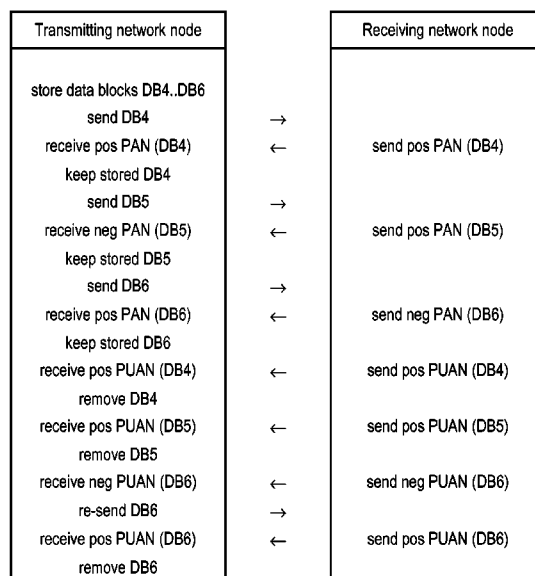 Transmitting network node Receiving network node
store data blocks DB4..DB6
send DB4 →
receive pos PAN (DB4) ← send pos PAN (DB4)
keep stored DB4
send DB5 →
receive neg PAN (DB5) ← send pos PAN (DB5)
keep stored DB5
send DB6 →
receive pos PAN (DB6) ← send neg PAN (DB6)
keep stored DB6
receive pos PUAN (DB4) ← send pos PUAN (DB4)
remove DB4
receive pos PUAN (DB5) ← send pos PUAN (DB5)
remove DB5
receive neg PUAN (DB6) ← send neg PUAN (DB6)
re-send DB6 →
receive pos PUAN (DB6) ← send pos PUAN (DB6)
remove DB6